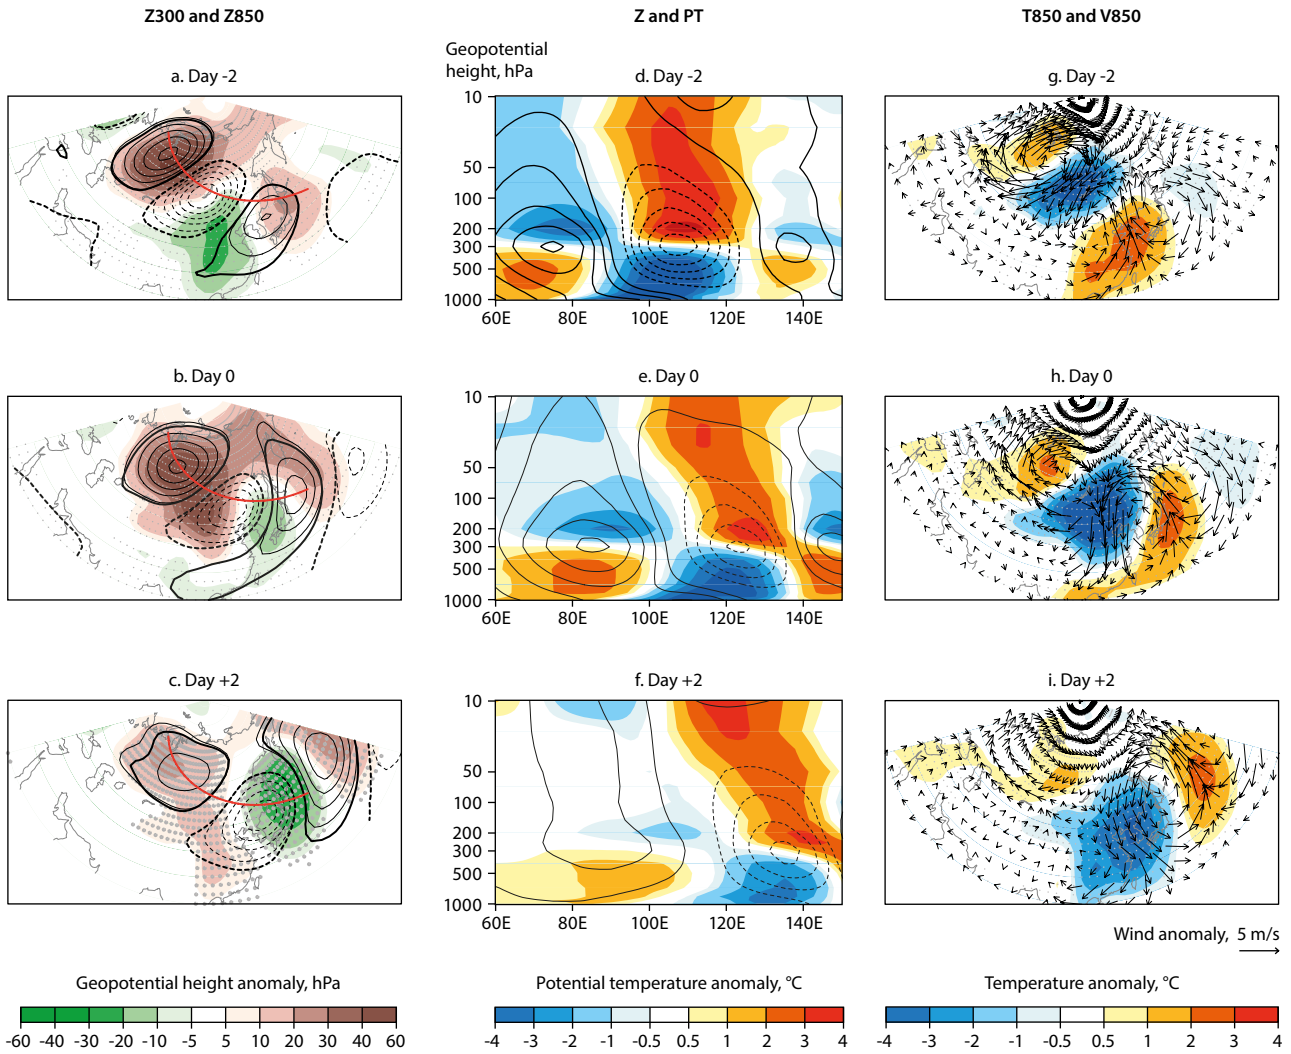 Z300 and Z850
Z and PT
T850 and V850
Geopotential
height, hPa
a. Day -2
d. Day -2
g. Day -2
10
50
100
200
300
500
1000
60E 80E 100E 120E 140E
b. Day 0
e. Day 0
h. Day 0
10
50
100
200
300
500
1000
60E 80E 100E 120E 140E
c. Day +2
f. Day +2
i. Day +2
10
50
100
200
300
500
1000
60E 80E 100E 120E 140E
Wind anomaly, 5 m/s
Geopotential height anomaly, hPa
-60 -40 -30 -20 -10 -5 5 10 20 30 40 60
Potential temperature anomaly, °C
-4 -3 -2 -1 -0.5 0.5 1 2 3 4
Temperature anomaly, °C
-4 -3 -2 -1 -0.5 0.5 1 2 3 4